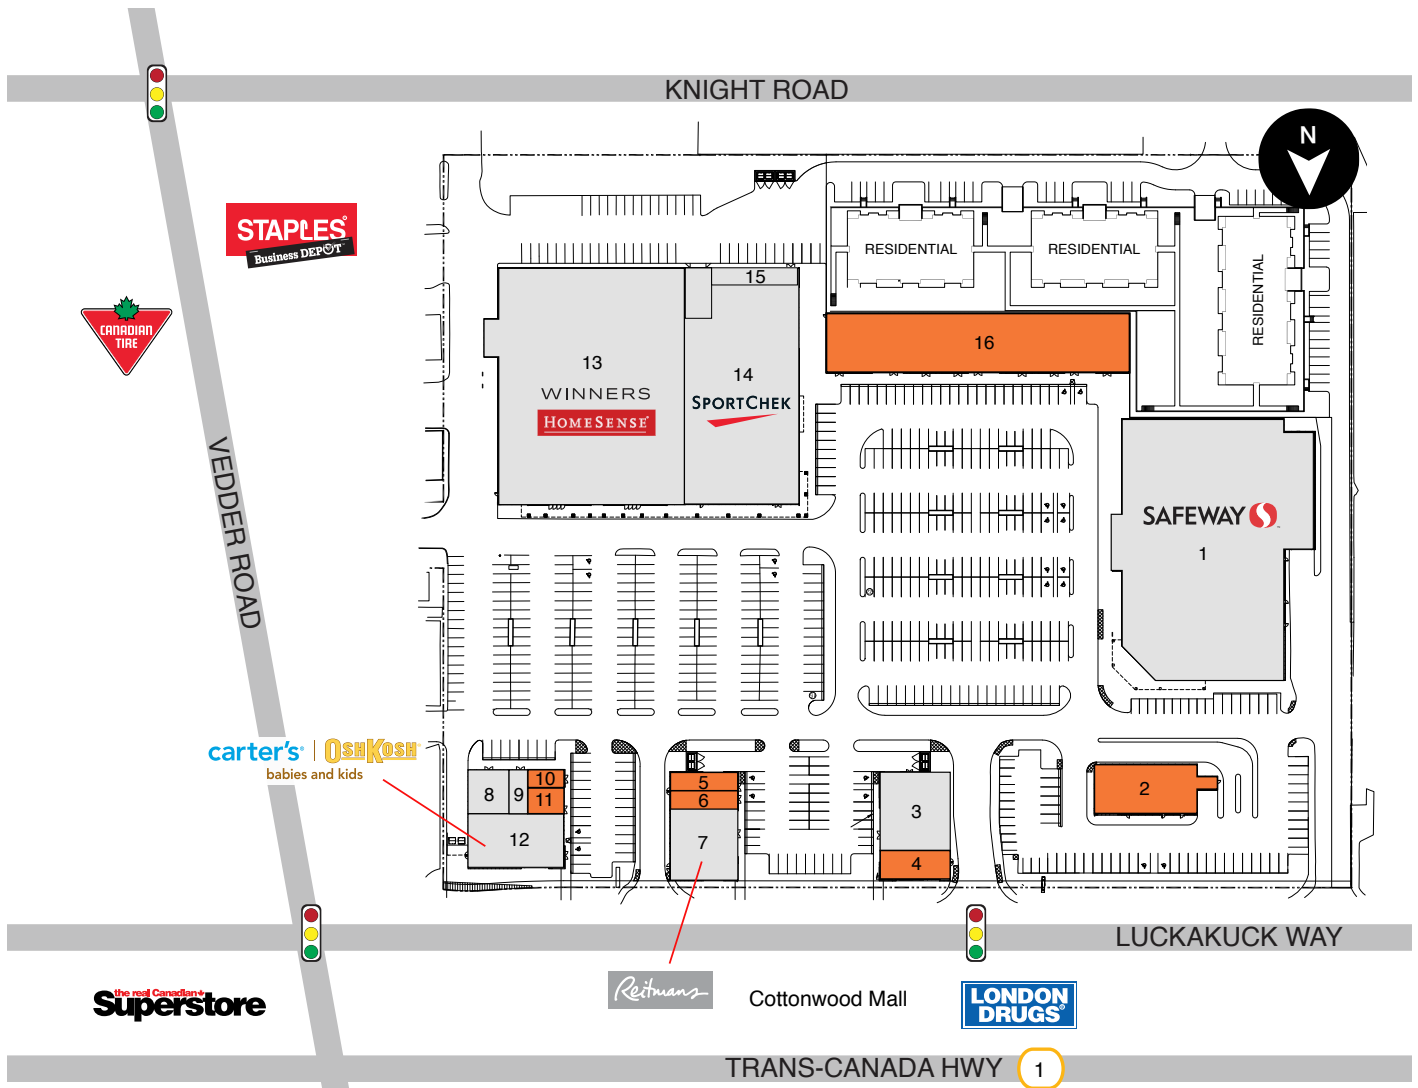 KNIGHT ROAD
N
STAPLES
Business DEPOT
RESIDENTIAL
RESIDENTIAL
RESIDENTIAL
CANADIAN
TIRE
15
16
13
WINNERS
HOMESENSE
14
SPORTCHEK
VEDDER ROAD
SAFEWAY
1
carter's | OSHKOSH
babies and kids
8
9
10
11
12
5
6
7
3
4
2
LUCKAKUCK WAY
the real Canadian
Superstore
Reitmans
Cottonwood Mall
LONDON
DRUGS
TRANS-CANADA HWY 1